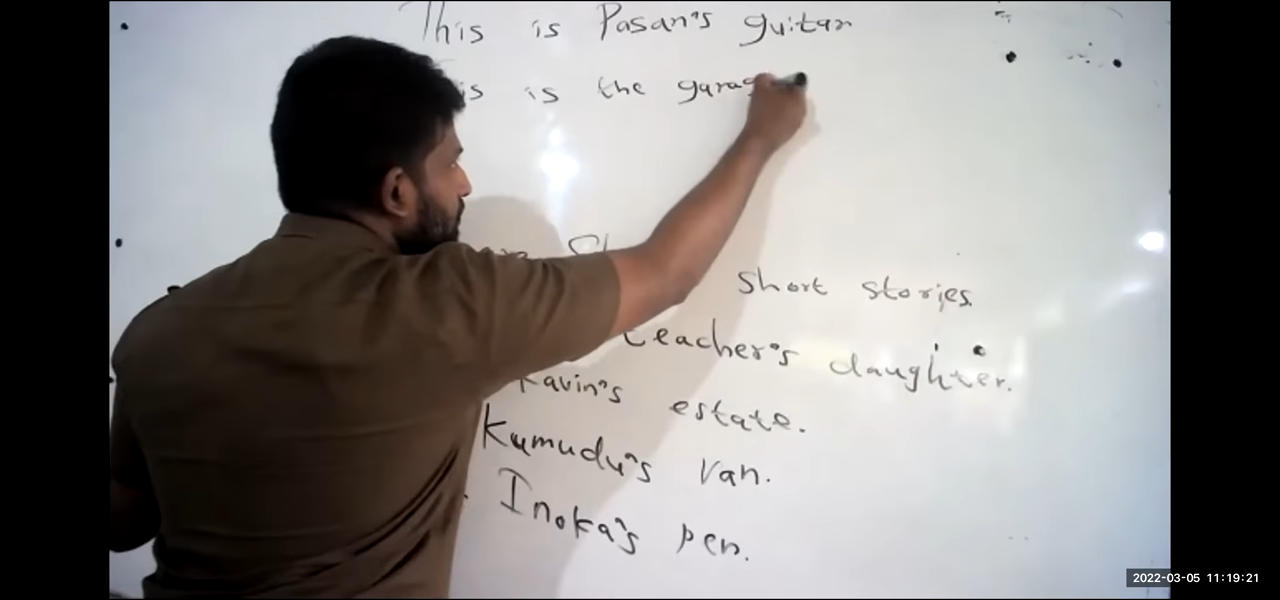 This is Pasan's guitar
is is the garag
short stories.
teacher's daughter.
Kavin's estate.
Kumudu's van.
Inoka's pen.
2022-03-05 11:19:21